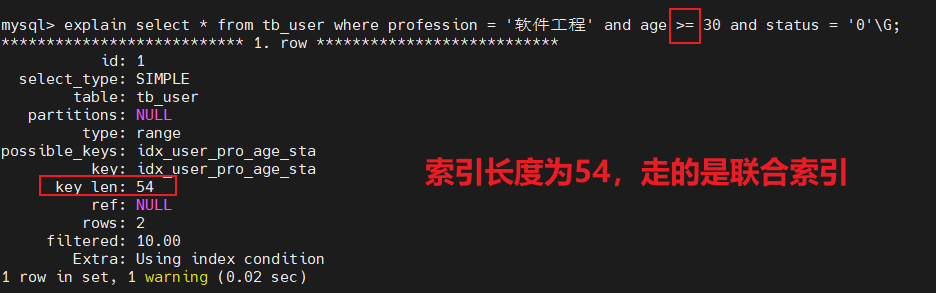 mysql> explain select * from tb_user where profession = '软件工程' and age >= 30 and status = '0'\G;
*************************** 1. row ***************************
id: 1
select_type: SIMPLE
table: tb_user
partitions: NULL
type: range
possible_keys: idx_user_pro_age_sta
key: idx_user_pro_age_sta
key_len: 54
ref: NULL
rows: 2
filtered: 10.00
Extra: Using index condition
1 row in set, 1 warning (0.02 sec)
索引长度为54，走的是联合索引